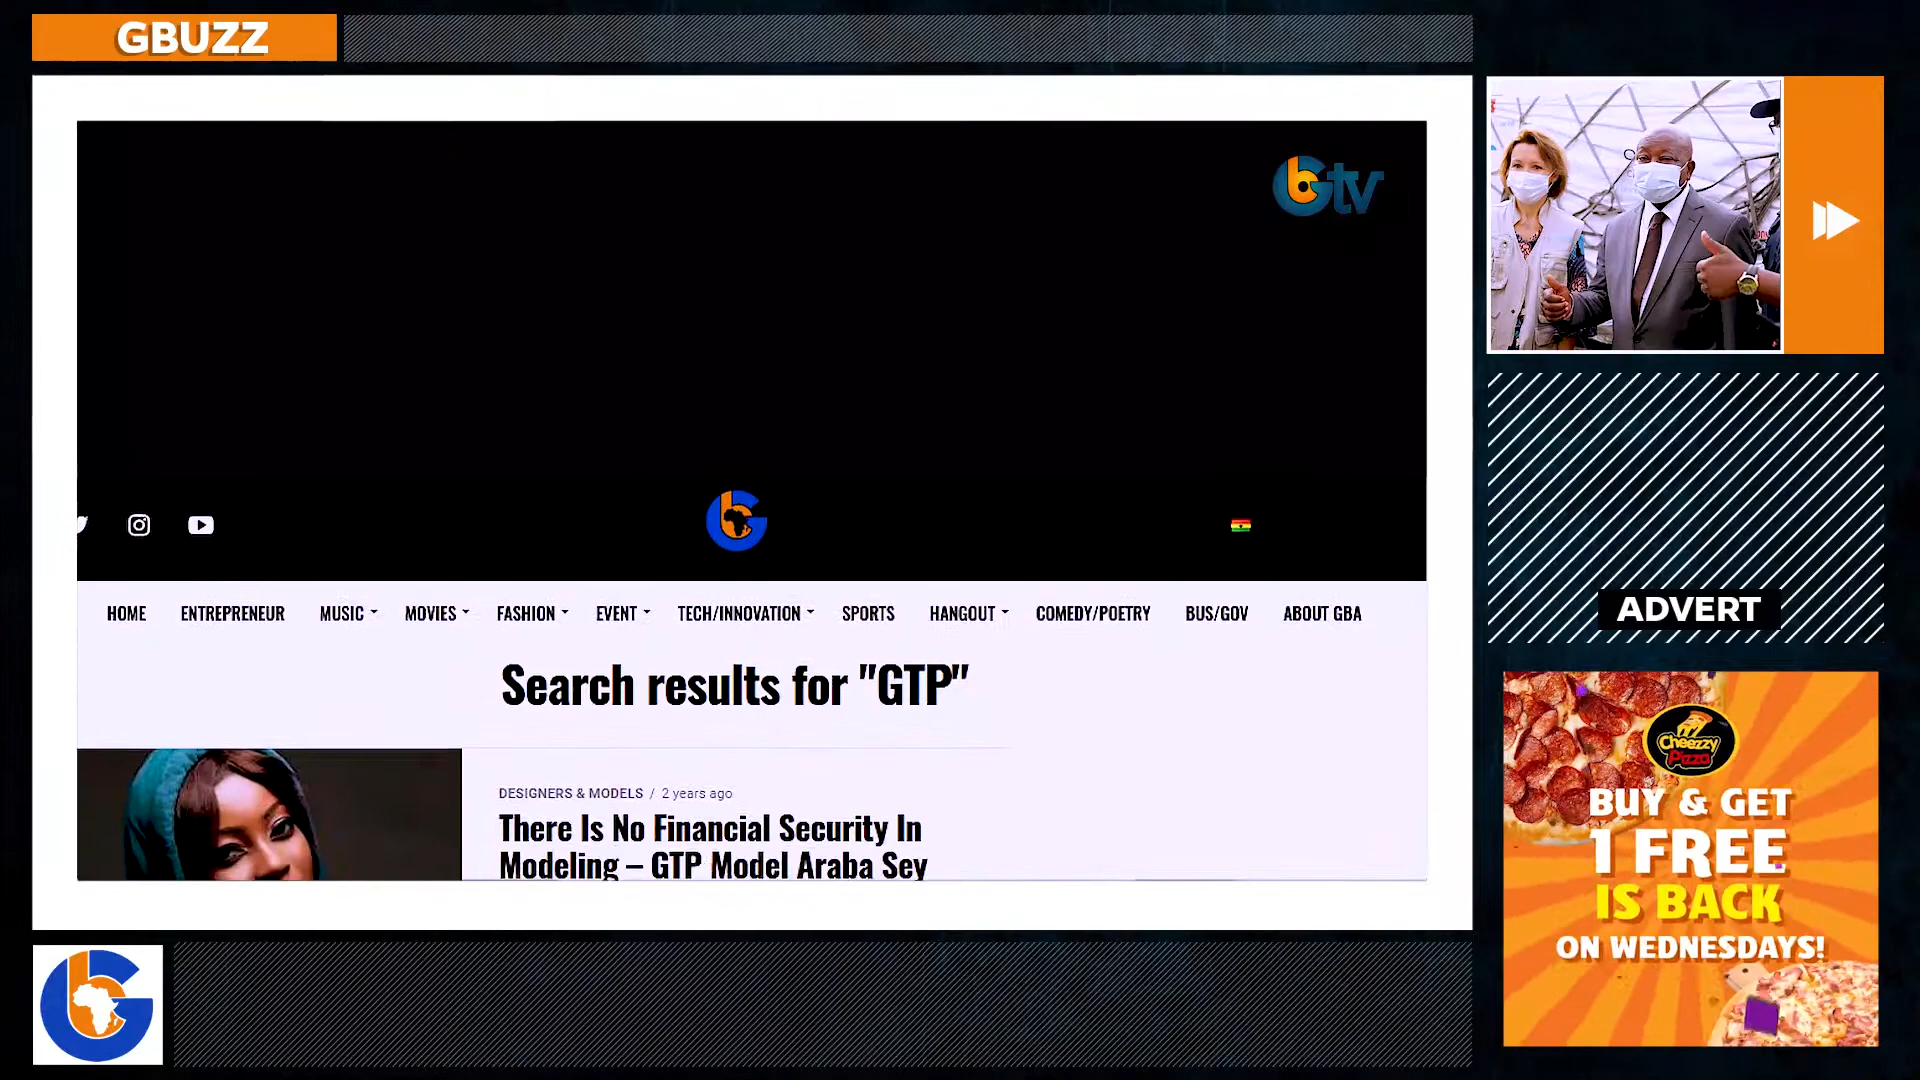 GBUZZ
Gtv
HOME ENTREPRENEUR MUSIC MOVIES FASHION EVENT TECH/INNOVATION SPORTS HANGOUT COMEDY/POETRY BUS/GOV ABOUT GBA
Search results for "GTP"
DESIGNERS & MODELS / 2 years ago
There Is No Financial Security In
Modeling – GTP Model Araba Sey
ADVERT
Cheezzy
Pizza
BUY & GET
1 FREE
IS BACK
ON WEDNESDAYS!